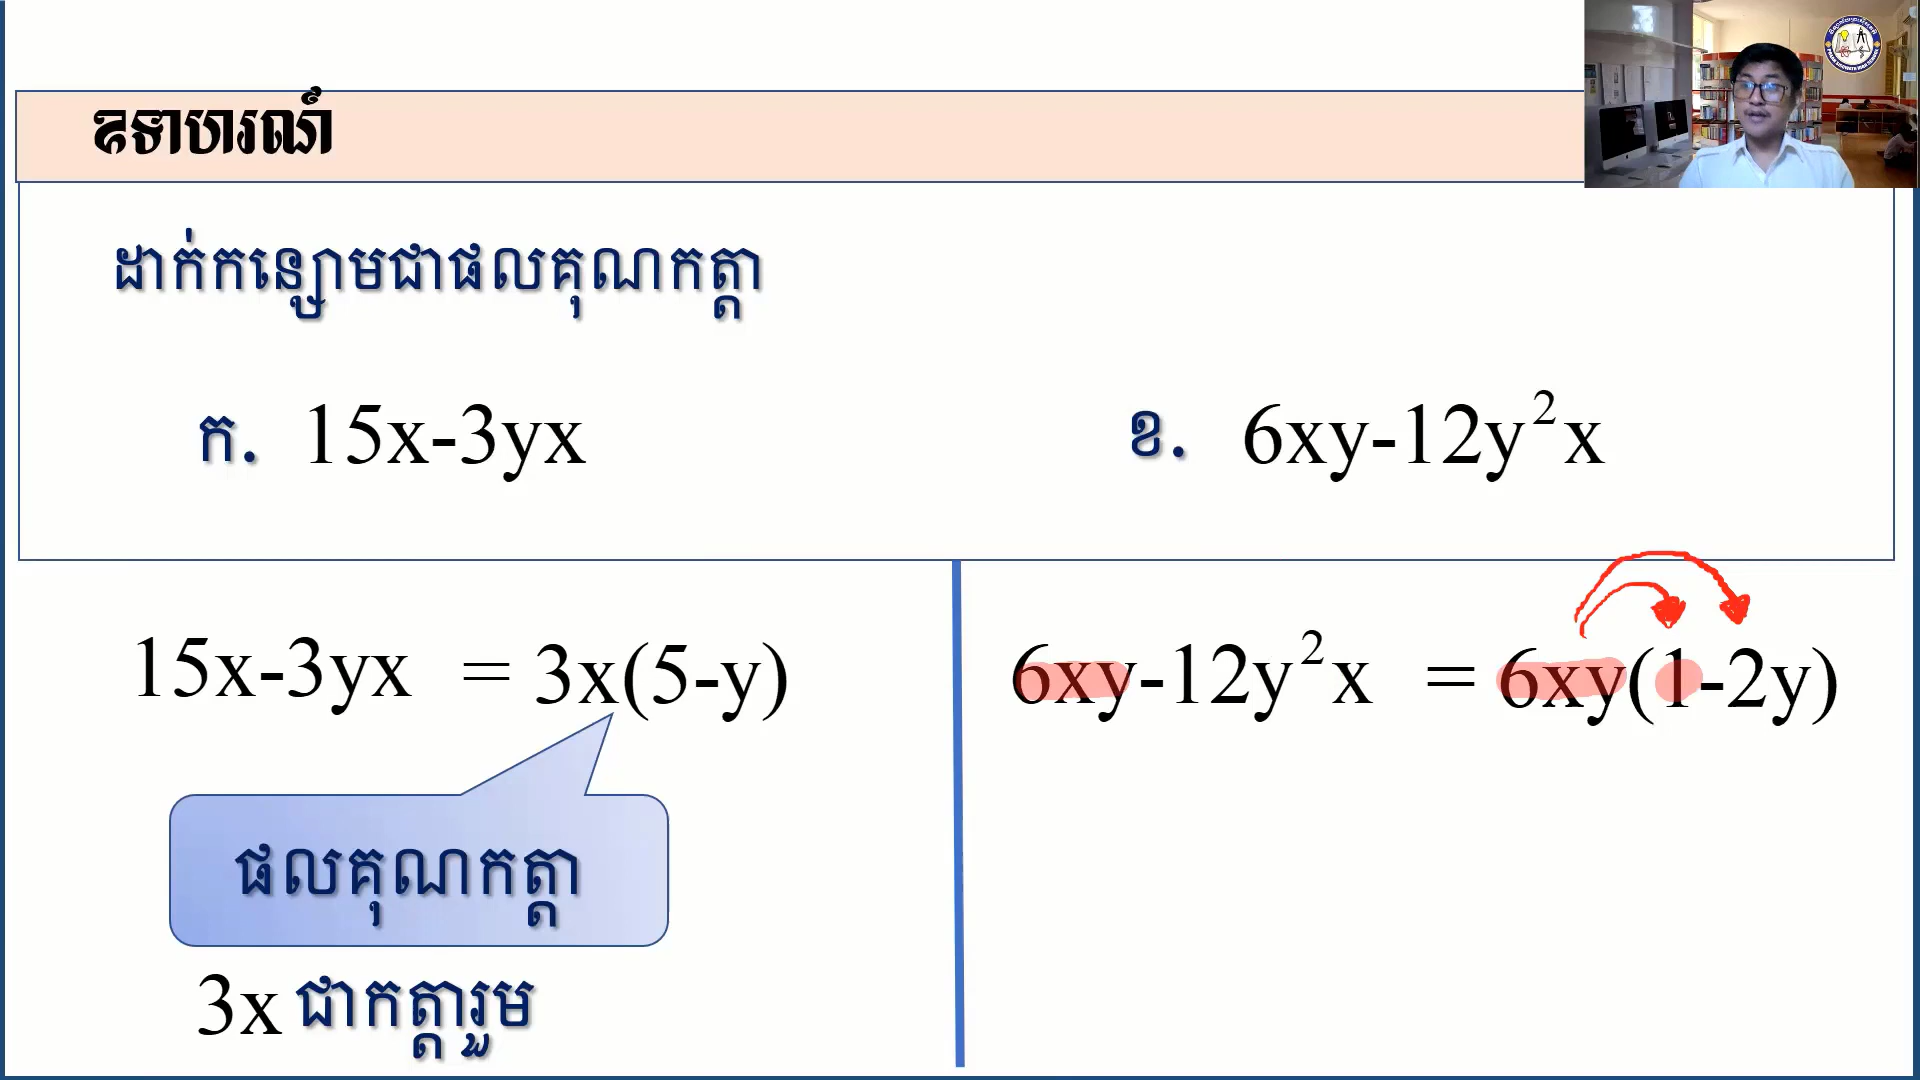 ឧទាហរណ៍
ដាក់កន្សោមជាផលគុណកត្តា
ក. 15x-3yx
ខ. 6xy-12y²x
15x-3yx = 3x(5-y)
6xy-12y²x = 6xy(1-2y)
ផលគុណកត្តា
3x ជាកត្តារួម